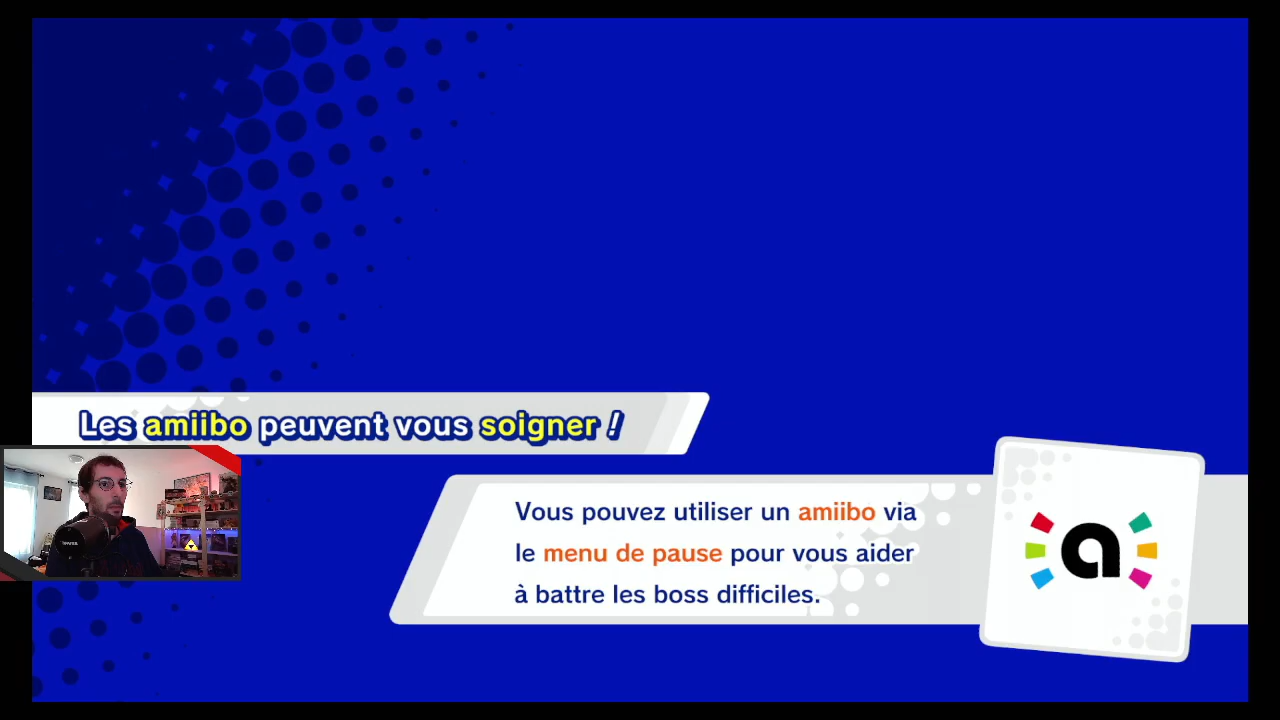 Les amiibo peuvent vous soigner !
Vous pouvez utiliser un amiibo via
le menu de pause pour vous aider
à battre les boss difficiles.
a